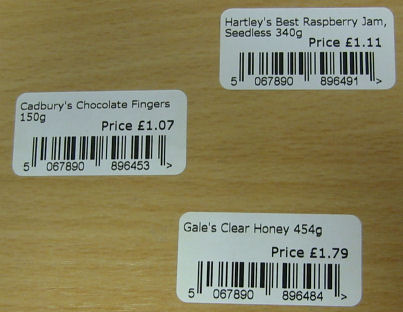 Hartley's Best Raspberry Jam,
Seedless 340g
Price £1.11
5 067890 896491 >
Cadbury's Chocolate Fingers
150g
Price £1.07
5 067890 896453 >
Gale's Clear Honey 454g
Price £1.79
5 067890 896484 >